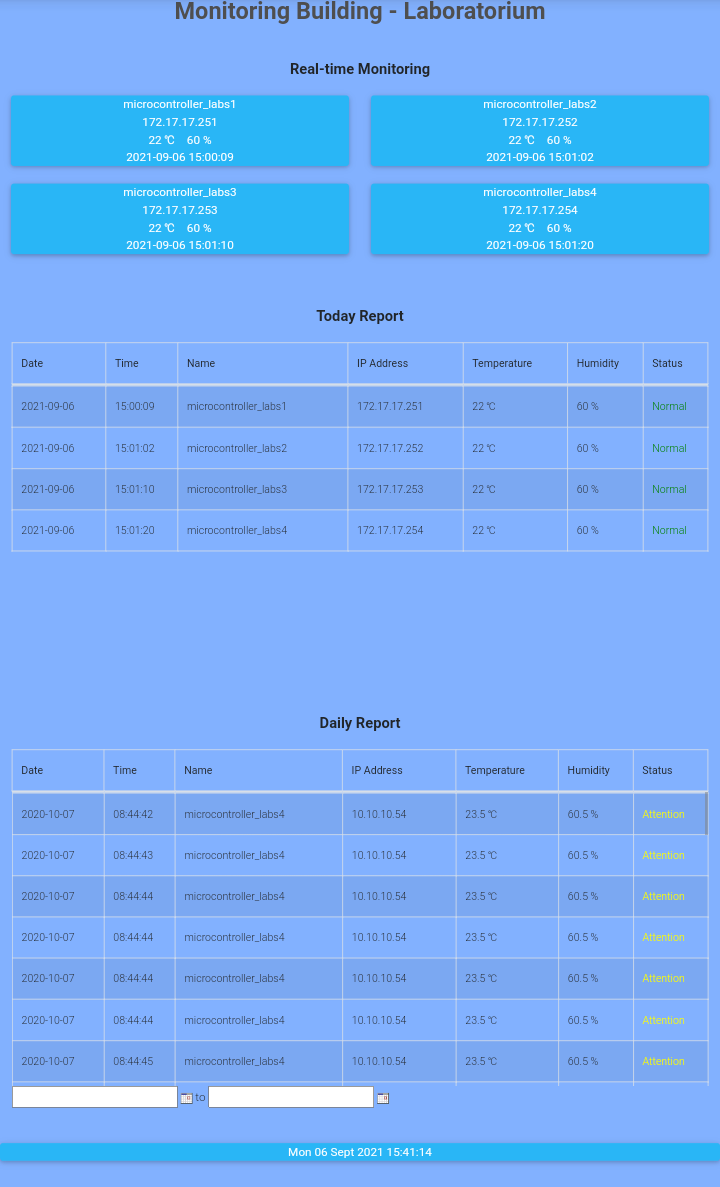 Monitoring Building - Laboratorium
Real-time Monitoring
microcontroller_labs1
172.17.17.251
22 ℃ 60 %
2021-09-06 15:00:09
microcontroller_labs2
172.17.17.252
22 ℃ 60 %
2021-09-06 15:01:02
microcontroller_labs3
172.17.17.253
22 ℃ 60 %
2021-09-06 15:01:10
microcontroller_labs4
172.17.17.254
22 ℃ 60 %
2021-09-06 15:01:20
Today Report
Date Time Name IP Address Temperature Humidity Status
2021-09-06 15:00:09 microcontroller_labs1 172.17.17.251 22 ℃ 60 % Normal
2021-09-06 15:01:02 microcontroller_labs2 172.17.17.252 22 ℃ 60 % Normal
2021-09-06 15:01:10 microcontroller_labs3 172.17.17.253 22 ℃ 60 % Normal
2021-09-06 15:01:20 microcontroller_labs4 172.17.17.254 22 ℃ 60 % Normal
Daily Report
Date Time Name IP Address Temperature Humidity Status
2020-10-07 08:44:42 microcontroller_labs4 10.10.10.54 23.5 ℃ 60.5 % Attention
2020-10-07 08:44:43 microcontroller_labs4 10.10.10.54 23.5 ℃ 60.5 % Attention
2020-10-07 08:44:44 microcontroller_labs4 10.10.10.54 23.5 ℃ 60.5 % Attention
2020-10-07 08:44:44 microcontroller_labs4 10.10.10.54 23.5 ℃ 60.5 % Attention
2020-10-07 08:44:44 microcontroller_labs4 10.10.10.54 23.5 ℃ 60.5 % Attention
2020-10-07 08:44:44 microcontroller_labs4 10.10.10.54 23.5 ℃ 60.5 % Attention
2020-10-07 08:44:45 microcontroller_labs4 10.10.10.54 23.5 ℃ 60.5 % Attention
to
Mon 06 Sept 2021 15:41:14